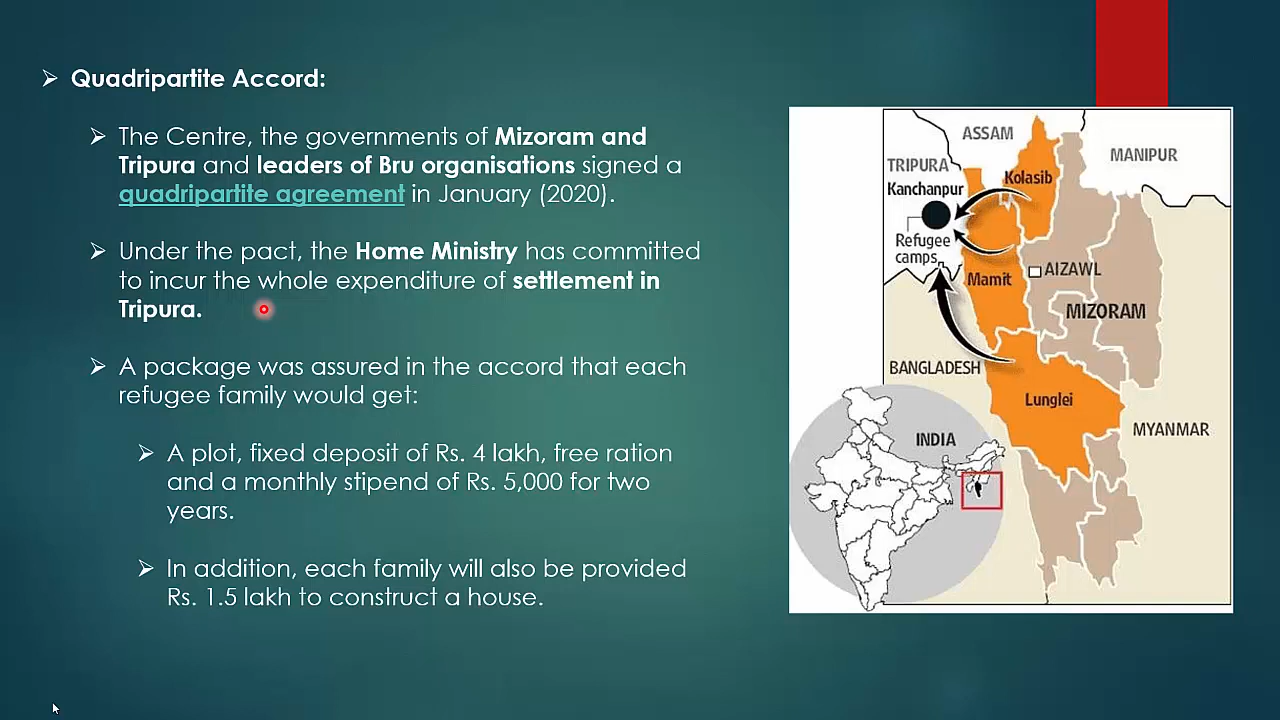 Quadripartite Accord:
The Centre, the governments of Mizoram and
Tripura and leaders of Bru organisations signed a
quadripartite agreement in January (2020).
Under the pact, the Home Ministry has committed
to incur the whole expenditure of settlement in
Tripura.
A package was assured in the accord that each
refugee family would get:
A plot, fixed deposit of Rs. 4 lakh, free ration
and a monthly stipend of Rs. 5,000 for two
years.
In addition, each family will also be provided
Rs. 1.5 lakh to construct a house.
ASSAM
MANIPUR
TRIPURA
Kolasib
Kanchanpur
Refugee
camps
Mamit
AIZAWL
MIZORAM
BANGLADESH
Lunglei
MYANMAR
INDIA